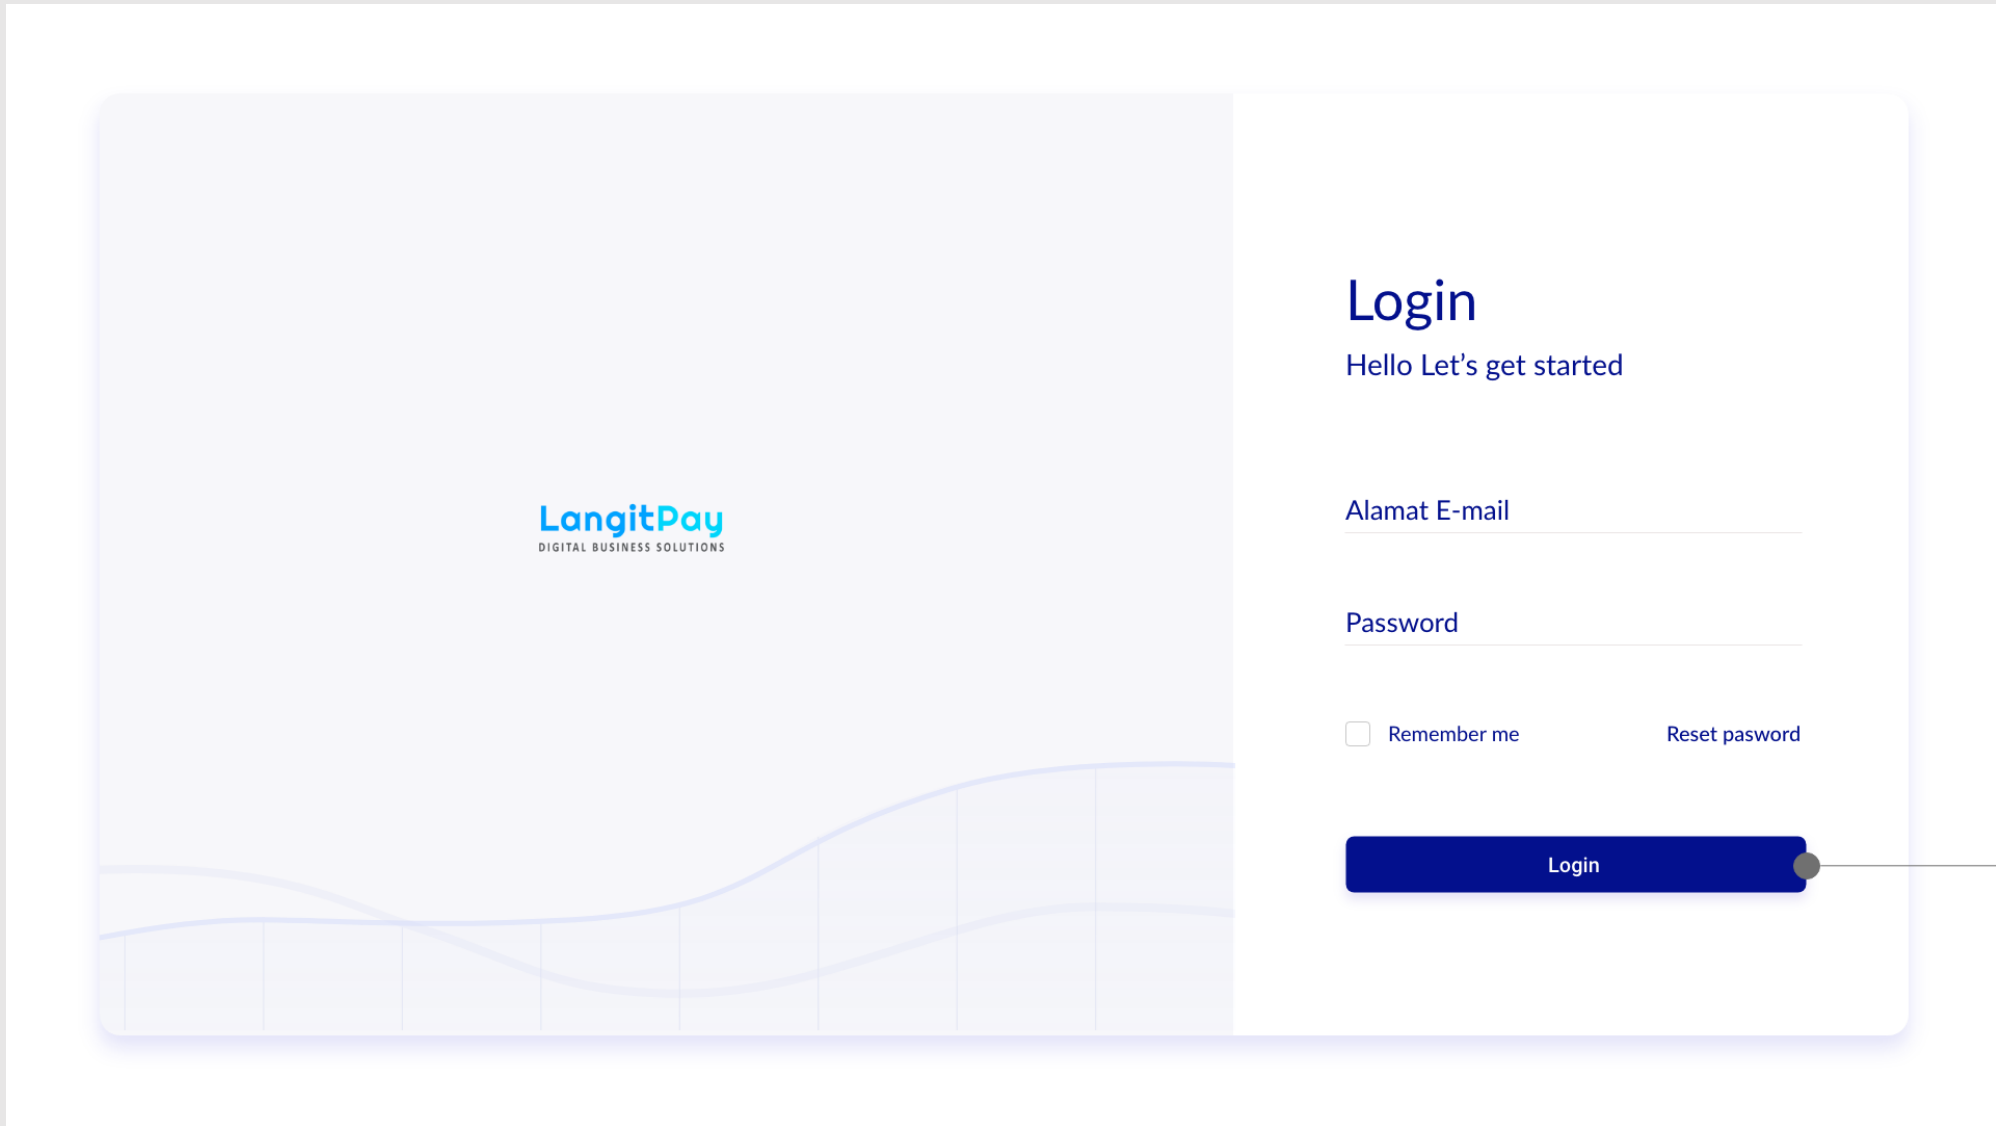 LangitPay
DIGITAL BUSINESS SOLUTIONS
Login
Hello Let’s get started
Alamat E-mail
Password
Remember me
Reset pasword
Login